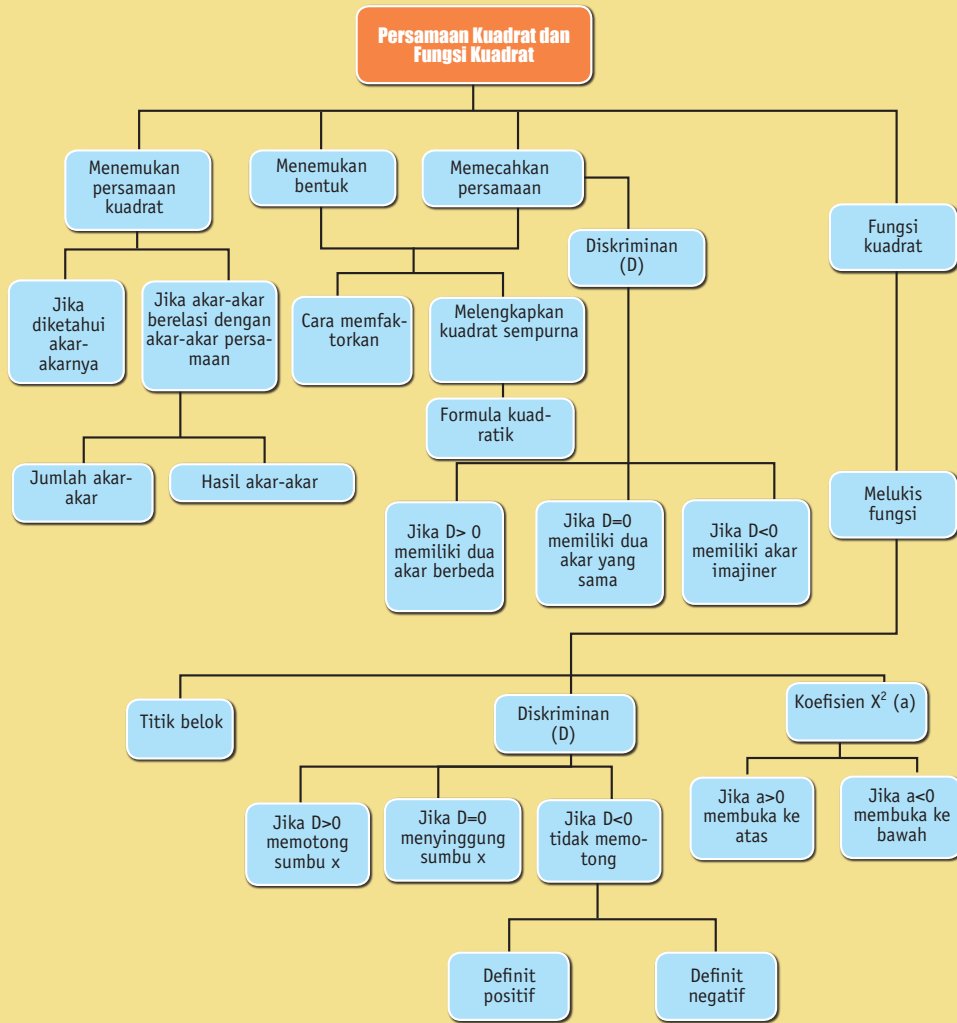 Persamaan Kuadrat dan
Fungsi Kuadrat
Menemukan
persamaan
kuadrat
Menemukan
bentuk
Memecahkan
persamaan
Fungsi
kuadrat
Diskriminan
(D)
Jika
diketahui
akar-
akarnya
Jika akar-akar
berelasi dengan
akar-akar persa-
maan
Cara memfak-
torkan
Melengkapkan
kuadrat sempurna
Formula kuad-
ratik
Jumlah akar-
akar
Hasil akar-akar
Melukis
fungsi
Jika D> 0
memiliki dua
akar berbeda
Jika D=0
memiliki dua
akar yang
sama
Jika D<0
memiliki akar
imajiner
Titik belok
Diskriminan
(D)
Koefisien X² (a)
Jika D>0
memotong
sumbu x
Jika D=0
menyinggung
sumbu x
Jika D<0
tidak memo-
tong
Jika a>0
membuka ke
atas
Jika a<0
membuka ke
bawah
Definit
positif
Definit
negatif